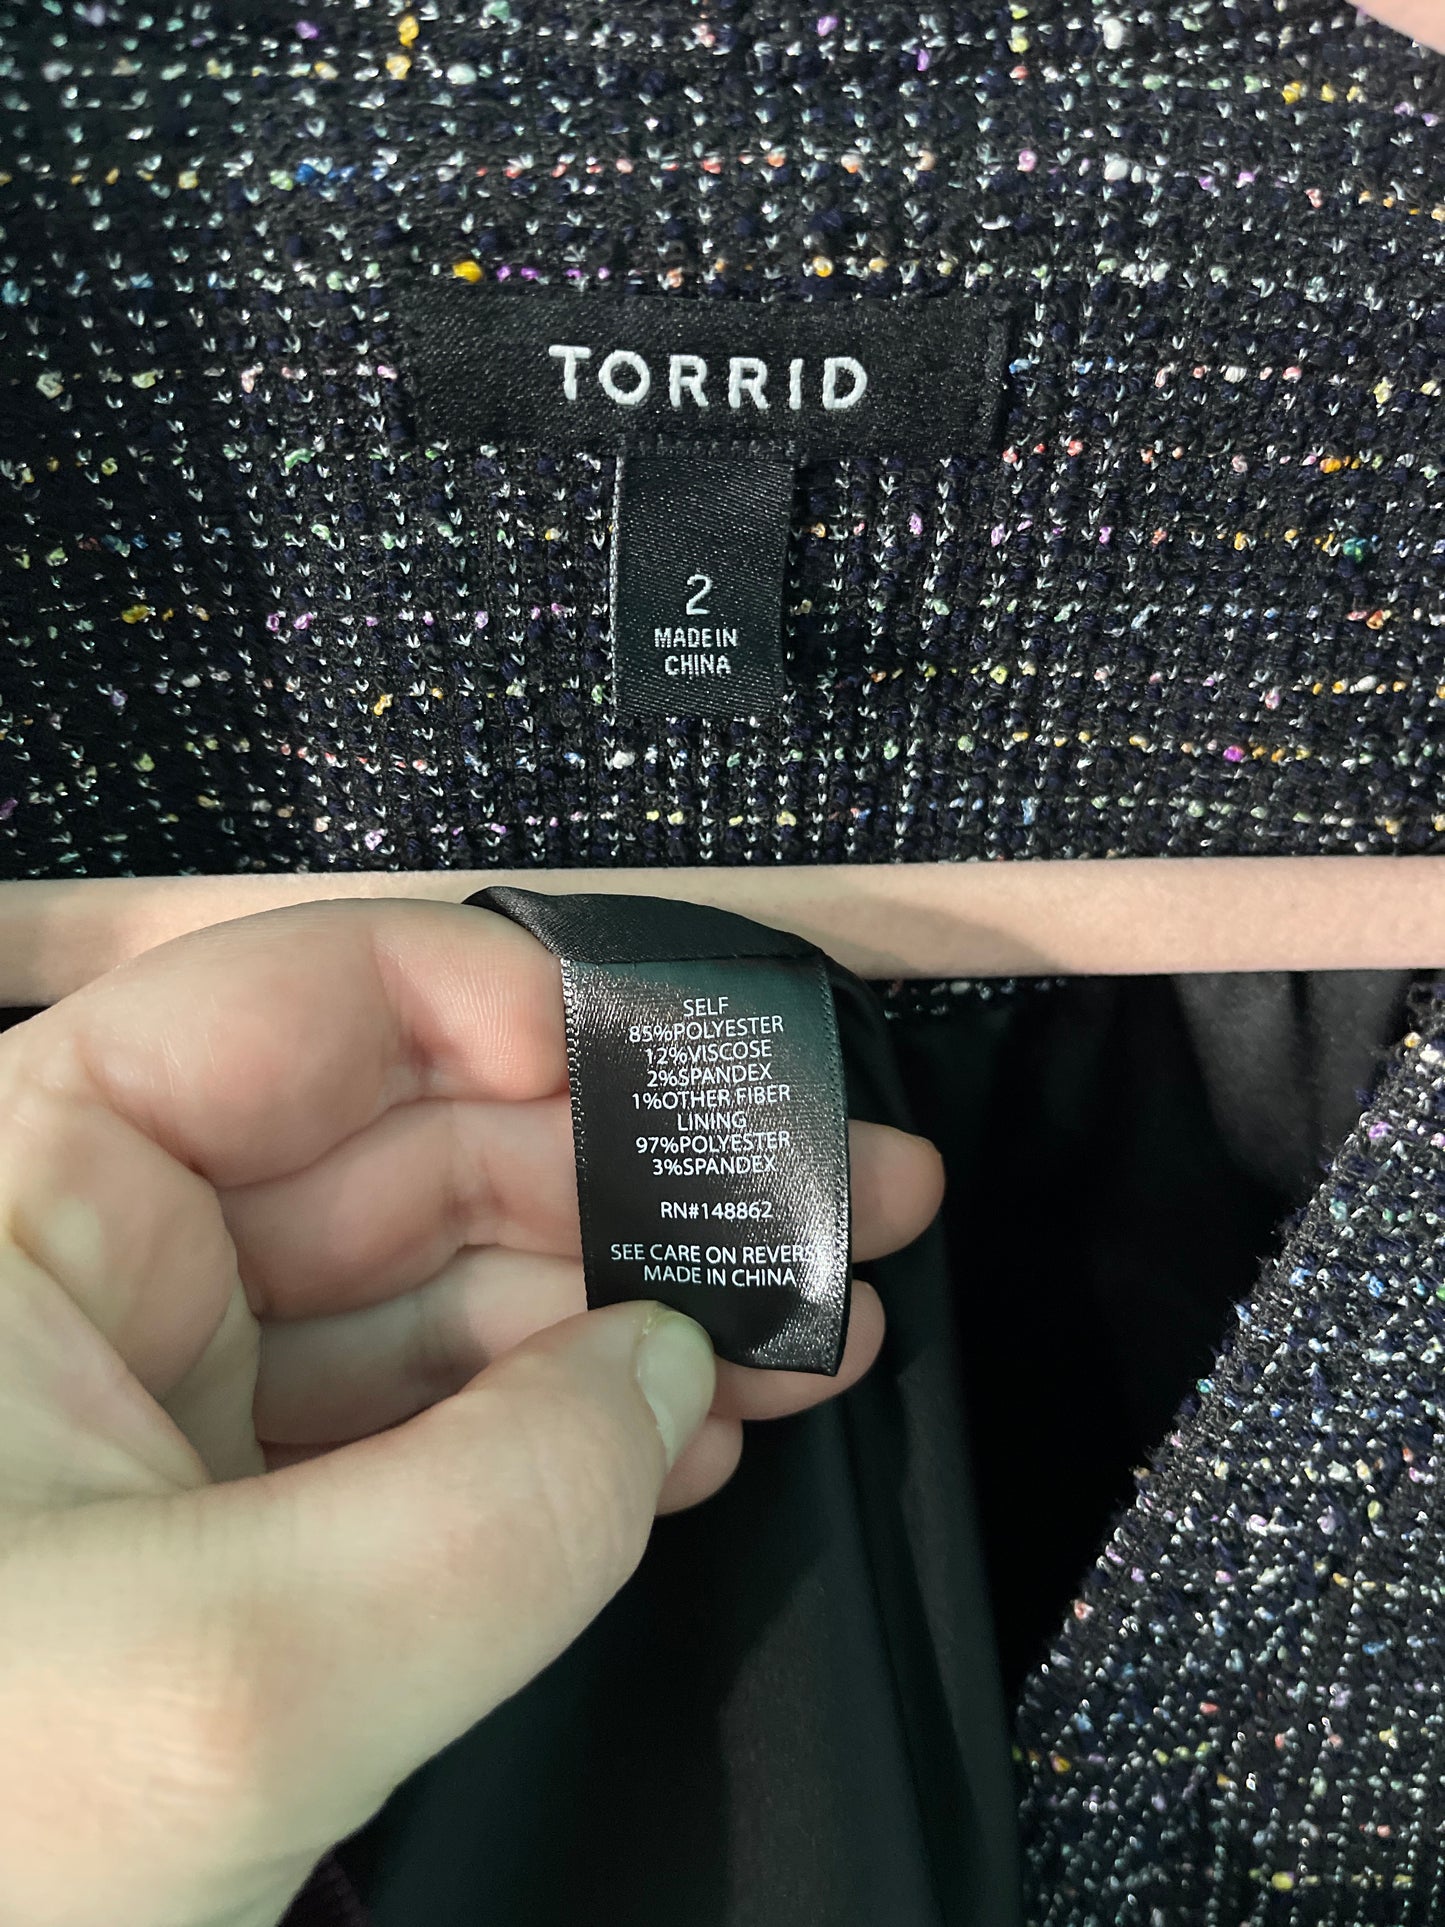 TORRID
2
MADE IN
CHINA
SELF
85%POLYESTER
12%VISCOSE
2%SPANDEX
1%OTHER FIBER
LINING
97%POLYESTER
3%SPANDEX
RN#148862
SEE CARE ON REVERSE
MADE IN CHINA